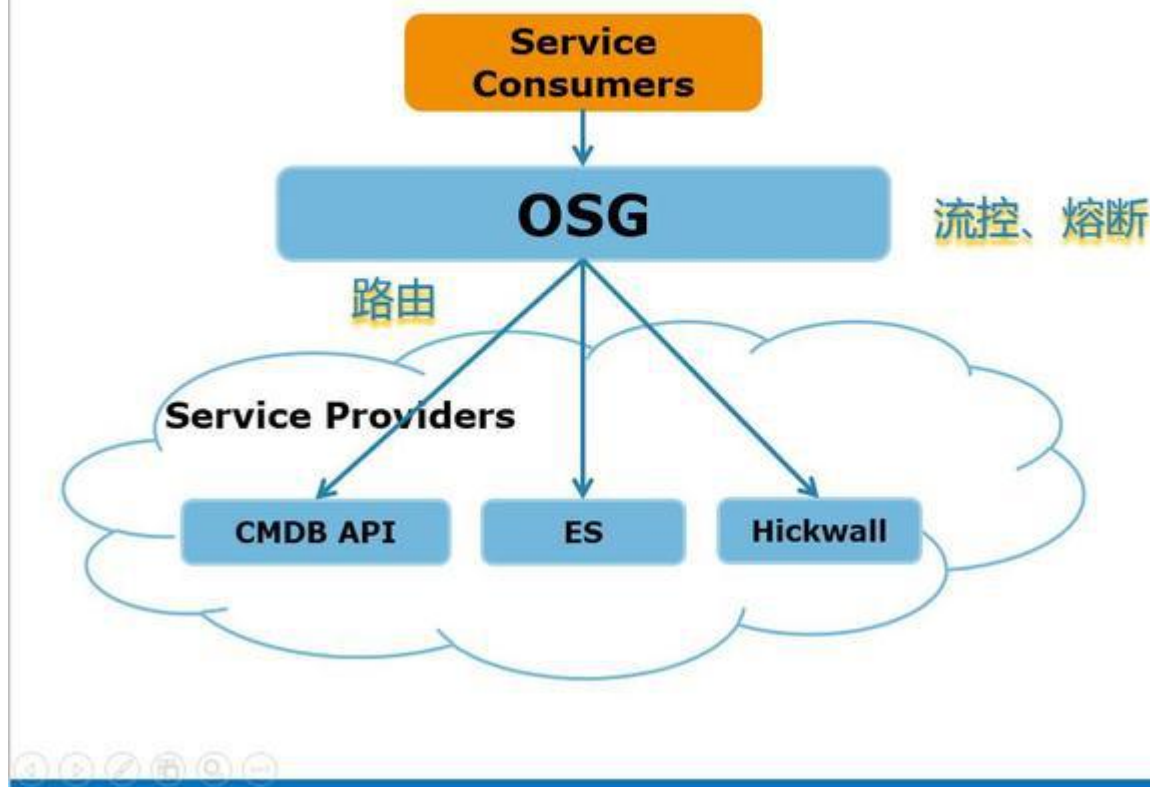 Service
Consumers
OSG
流控、熔断
路由
Service Providers
CMDB API
ES
Hickwall